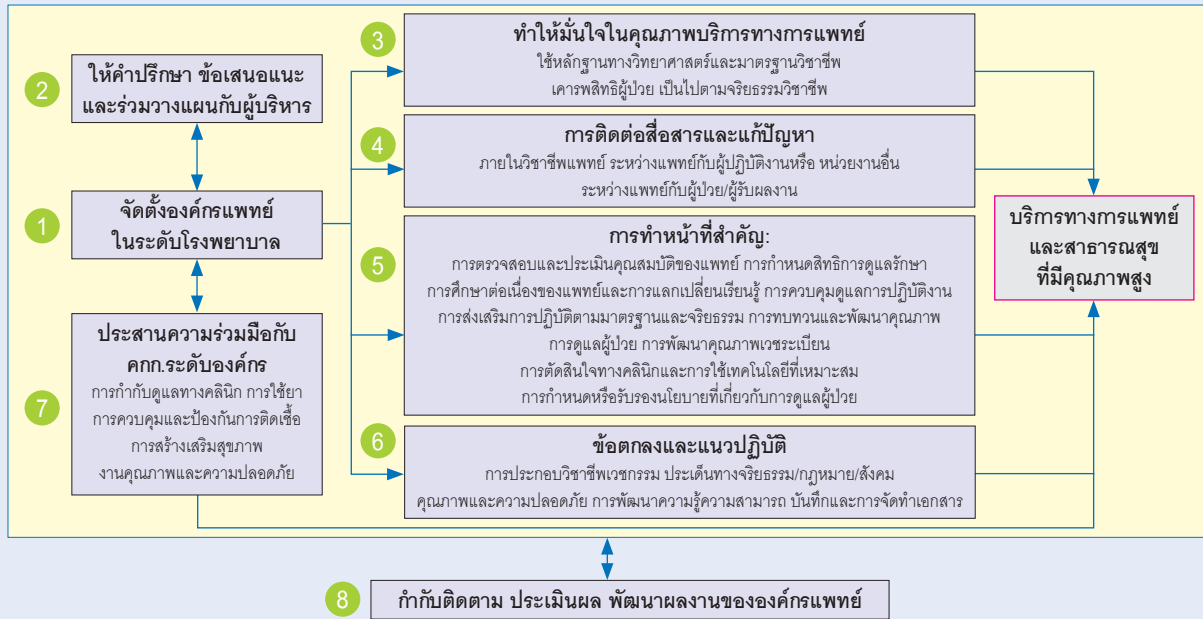 1
จัดตั้งองค์กรแพทย์
ในระดับโรงพยาบาล
2
ให้คำปรึกษา ข้อเสนอแนะ
และร่วมวางแผนกับผู้บริหาร
3
ทำให้มั่นใจในคุณภาพบริการทางการแพทย์
ใช้หลักฐานทางวิทยาศาสตร์และมาตรฐานวิชาชีพ
เคารพสิทธิผู้ป่วย เป็นไปตามจริยธรรมวิชาชีพ
4
การติดต่อสื่อสารและแก้ปัญหา
ภายในวิชาชีพแพทย์ ระหว่างแพทย์กับผู้ปฏิบัติงานหรือ หน่วยงานอื่น
ระหว่างแพทย์กับผู้ป่วย/ผู้รับผลงาน
5
การทำหน้าที่สำคัญ:
การตรวจสอบและประเมินคุณสมบัติของแพทย์ การกำหนดสิทธิการดูแลรักษา
การศึกษาต่อเนื่องของแพทย์และการแลกเปลี่ยนเรียนรู้ การควบคุมดูแลการปฏิบัติงาน
การส่งเสริมการปฏิบัติตามมาตรฐานและจริยธรรม การทบทวนและพัฒนาคุณภาพ
การดูแลผู้ป่วย การพัฒนาคุณภาพเวชระเบียน
การตัดสินใจทางคลินิกและการใช้เทคโนโลยีที่เหมาะสม
การกำหนดหรือรับรองนโยบายที่เกี่ยวกับการดูแลผู้ป่วย
6
ข้อตกลงและแนวปฏิบัติ
การประกอบวิชาชีพเวชกรรม ประเด็นทางจริยธรรม/กฎหมาย/สังคม
คุณภาพและความปลอดภัย การพัฒนาความรู้ความสามารถ บันทึกและการจัดทำเอกสาร
7
ประสานความร่วมมือกับ
คกก.ระดับองค์กร
การกำกับดูแลทางคลินิก การใช้ยา
การควบคุมและป้องกันการติดเชื้อ
การสร้างเสริมสุขภาพ
งานคุณภาพและความปลอดภัย
บริการทางการแพทย์
และสาธารณสุข
ที่มีคุณภาพสูง
8
กำกับติดตาม ประเมินผล พัฒนาผลงานขององค์กรแพทย์